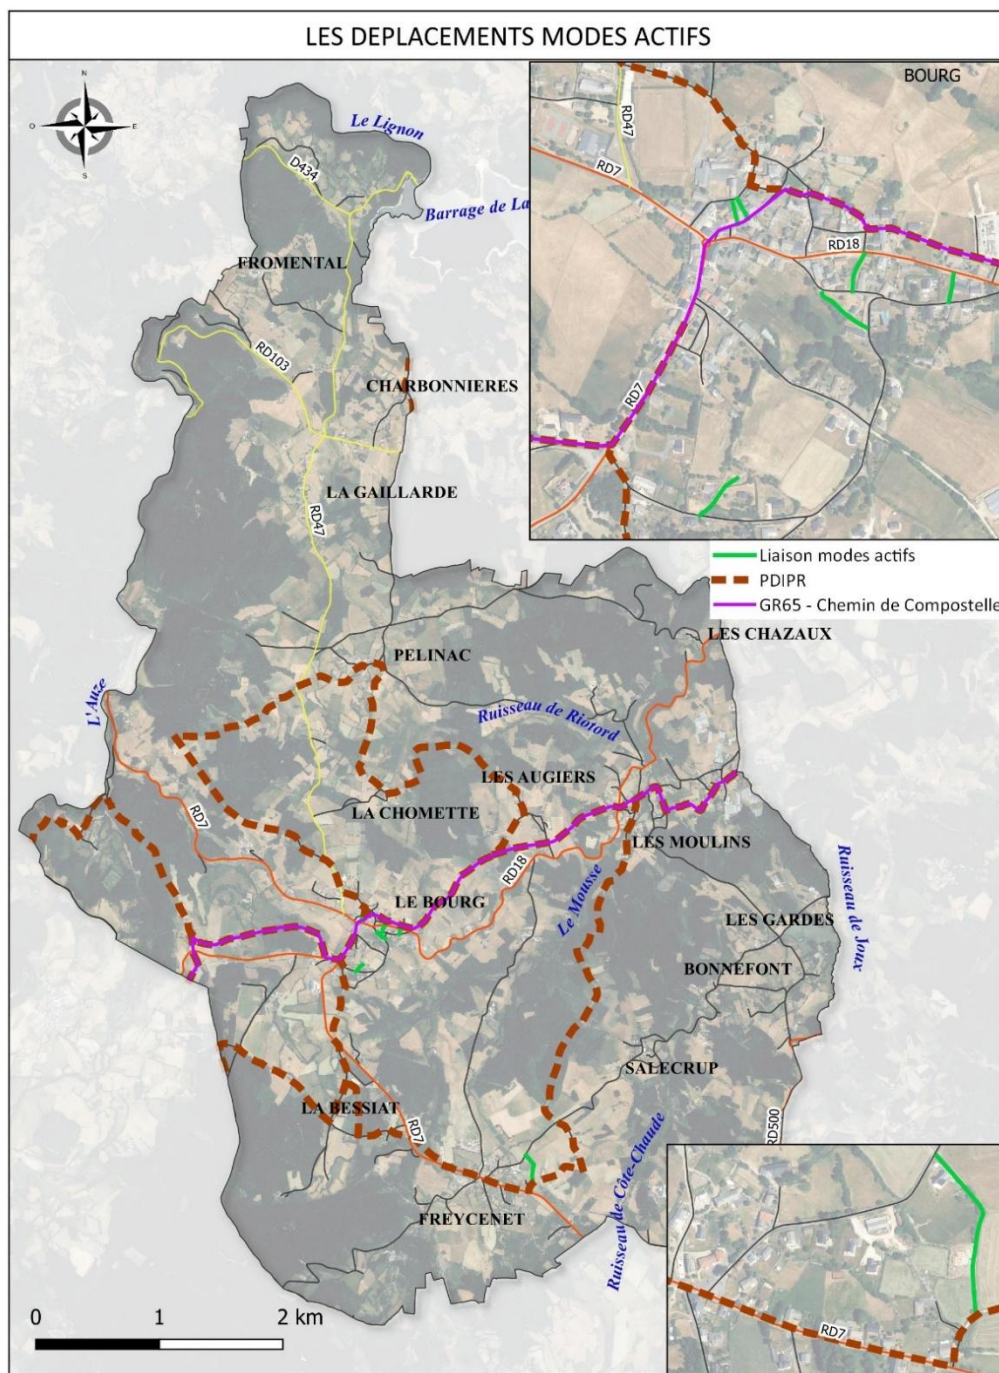 LES DEPLACEMENTS MODES ACTIFS
N
O
E
S
Le Lignon
D434
Barrage de La
FROMENTAL
RD103
CHARBONNIERES
LA GAILLARDE
RD47
BOURG
RD47
RD7
RD18
RD7
Liaison modes actifs
PDIPR
GR65 - Chemin de Compostelle
LES CHAZAUX
PELINAC
L'Auze
Ruisseau de Riotord
LES AUGIERS
LA CHOMETTE
RD7
LES MOULINS
RD18
Le Mousse
LE BOURG
LES GARDES
Ruisseau de Joux
BONNEFONT
SALECRUP
LA BESSIAT
RD7
RD500
Ruisseau de Côte-Chaude
FREYCENET
RD7
0 1 2 km